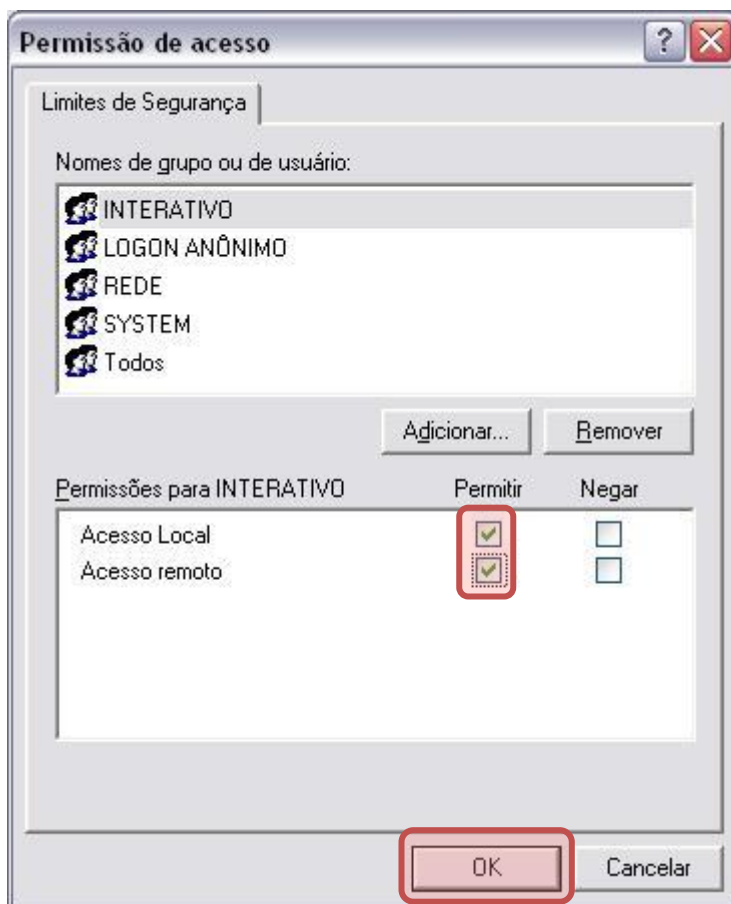 Permissão de acesso
Limites de Segurança
Nomes de grupo ou de usuário:
INTERATIVO
LOGON ANÔNIMO
REDE
SYSTEM
Todos
Adicionar... Remover
Permissões para INTERATIVO Permitir Negar
Acesso Local
Acesso remoto
OK Cancelar